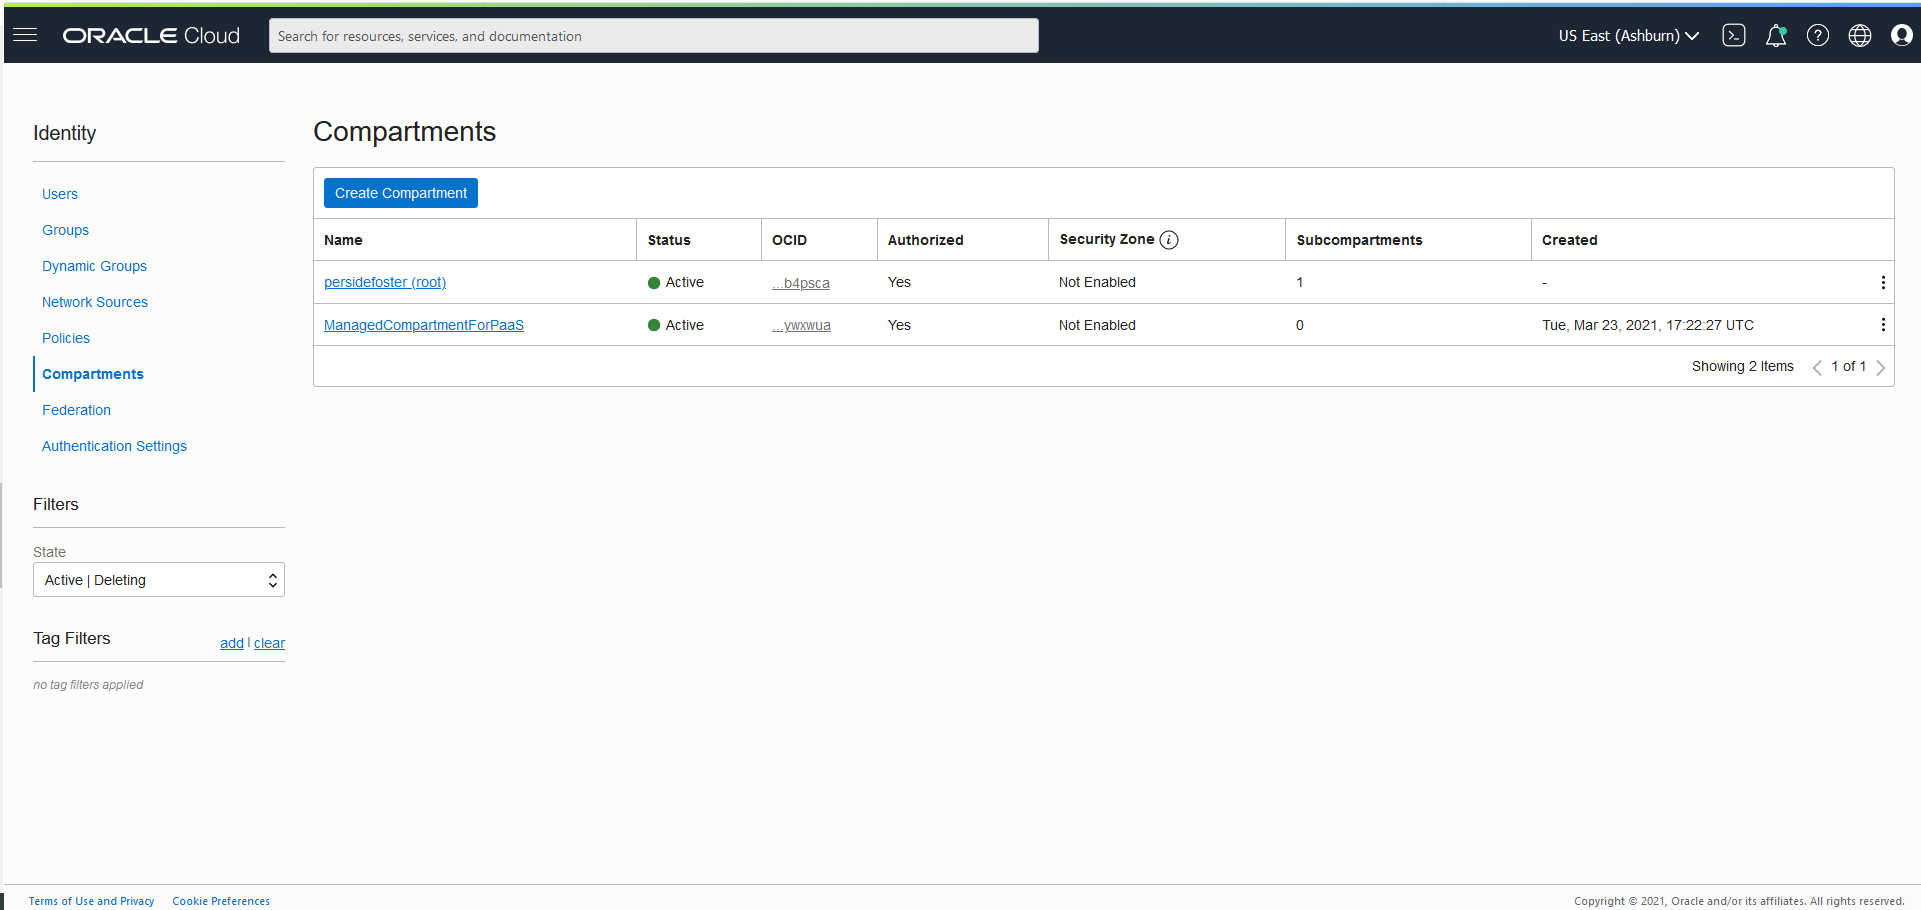 ORACLE Cloud
Search for resources, services, and documentation
US East (Ashburn)
Identity
Users
Groups
Dynamic Groups
Network Sources
Policies
Compartments
Federation
Authentication Settings
Filters
State
Active | Deleting
Tag Filters add | clear
no tag filters applied
Compartments
Create Compartment
Name Status OCID Authorized Security Zone i Subcompartments Created
persidefoster (root) Active ...b4psca Yes Not Enabled 1 -
ManagedCompartmentForPaaS Active ...ywxwua Yes Not Enabled 0 Tue, Mar 23, 2021, 17:22:27 UTC
Showing 2 Items 1 of 1
Terms of Use and Privacy Cookie Preferences
Copyright © 2021, Oracle and/or its affiliates. All rights reserved.